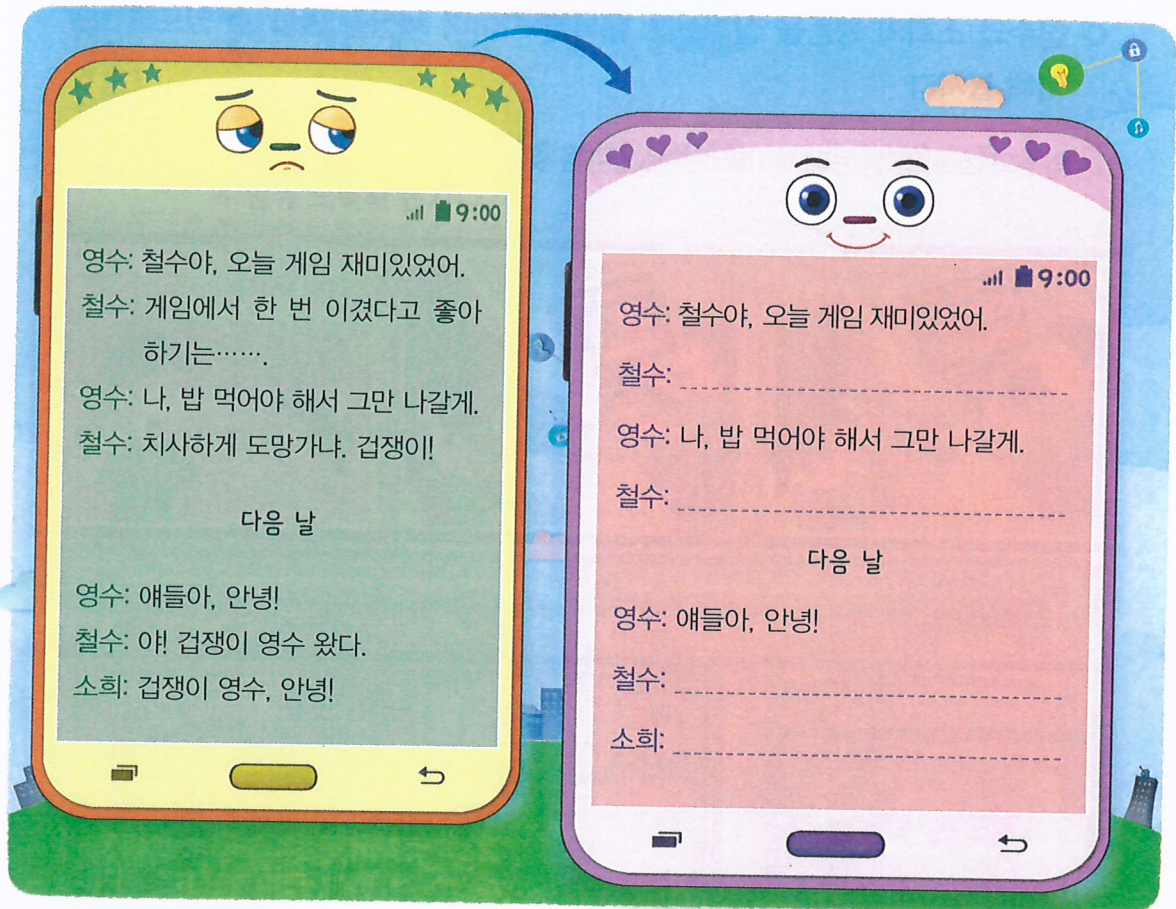 9:00
영수: 철수야, 오늘 게임 재미있었어.
철수: 게임에서 한 번 이겼다고 좋아
하기는…….
영수: 나, 밥 먹어야 해서 그만 나갈게.
철수: 치사하게 도망가냐. 겁쟁이!
다음 날
영수: 얘들아, 안녕!
철수: 야! 겁쟁이 영수 왔다.
소희: 겁쟁이 영수, 안녕!
9:00
영수: 철수야, 오늘 게임 재미있었어.
철수:
영수: 나, 밥 먹어야 해서 그만 나갈게.
철수:
다음 날
영수: 얘들아, 안녕!
철수:
소희: